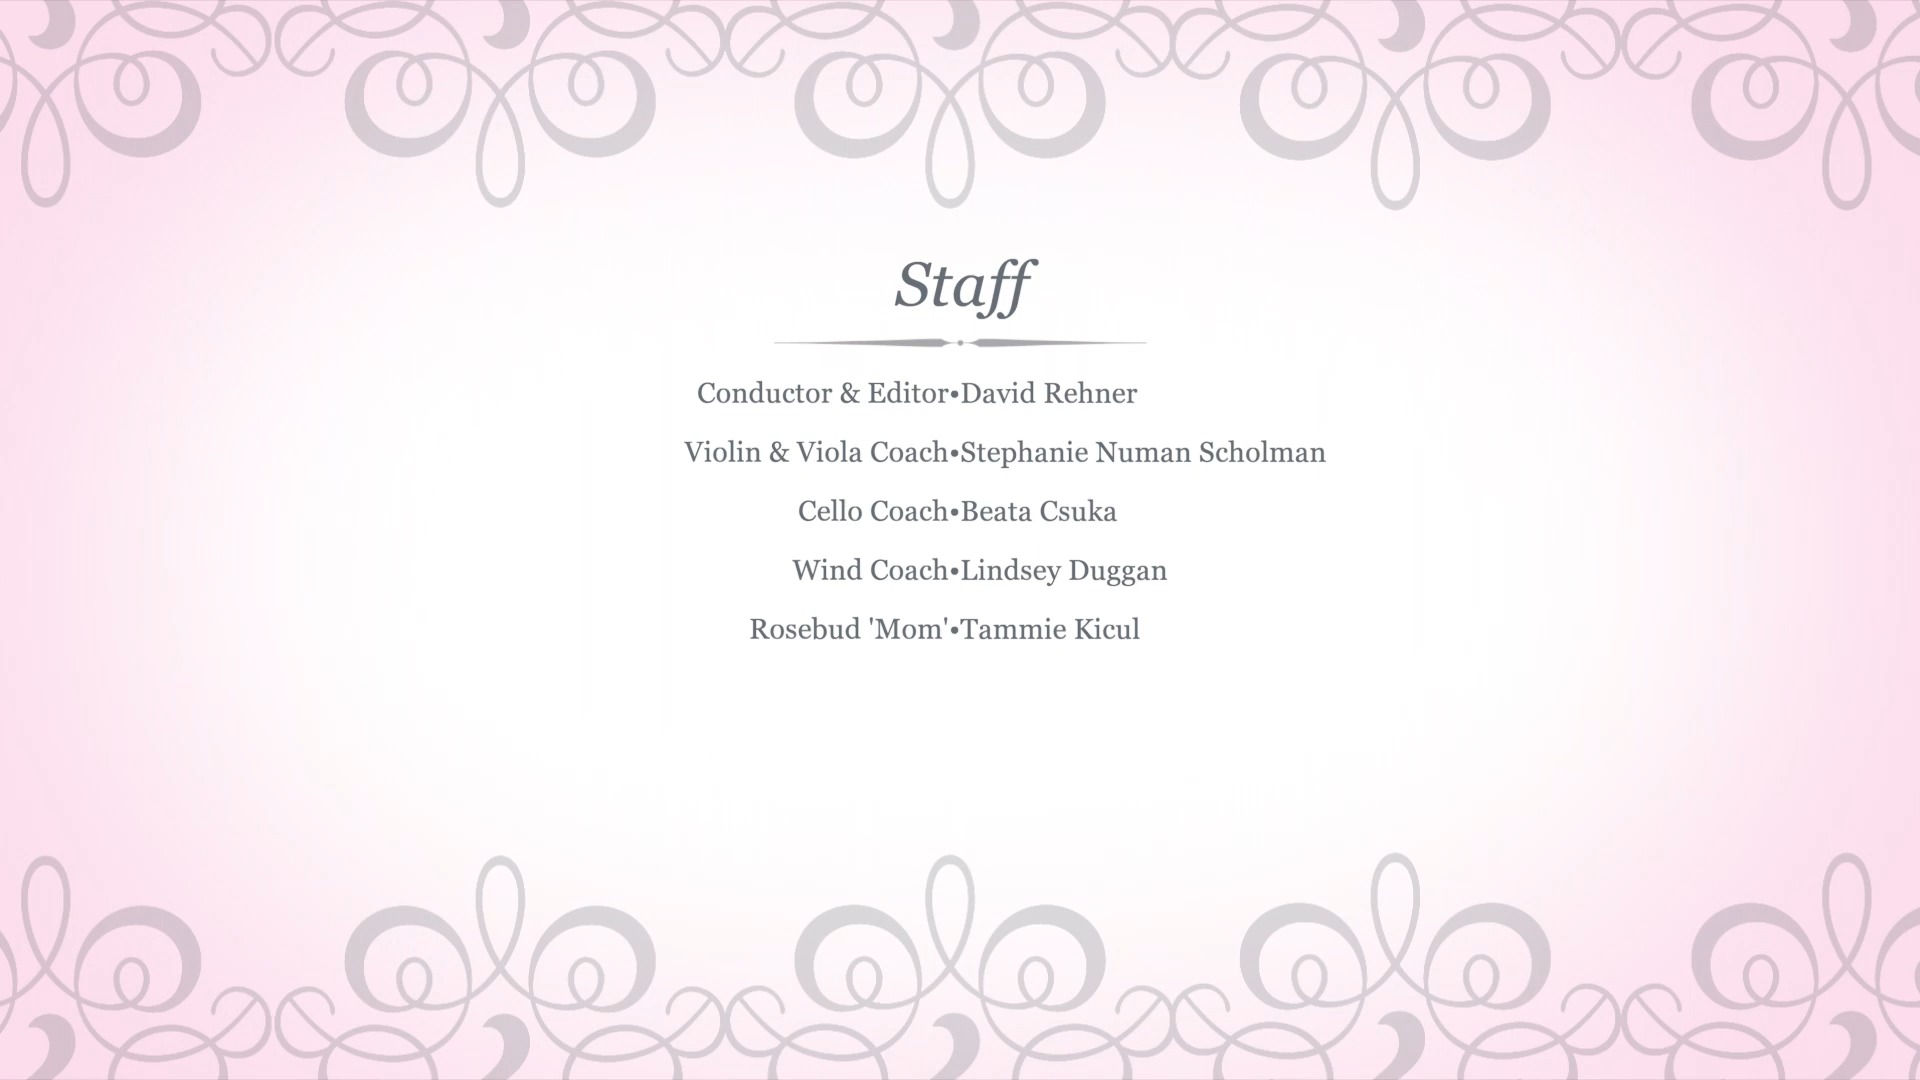 Staff
Conductor & Editor•David Rehner
Violin & Viola Coach•Stephanie Numan Scholman
Cello Coach•Beata Csuka
Wind Coach•Lindsey Duggan
Rosebud 'Mom'•Tammie Kicul